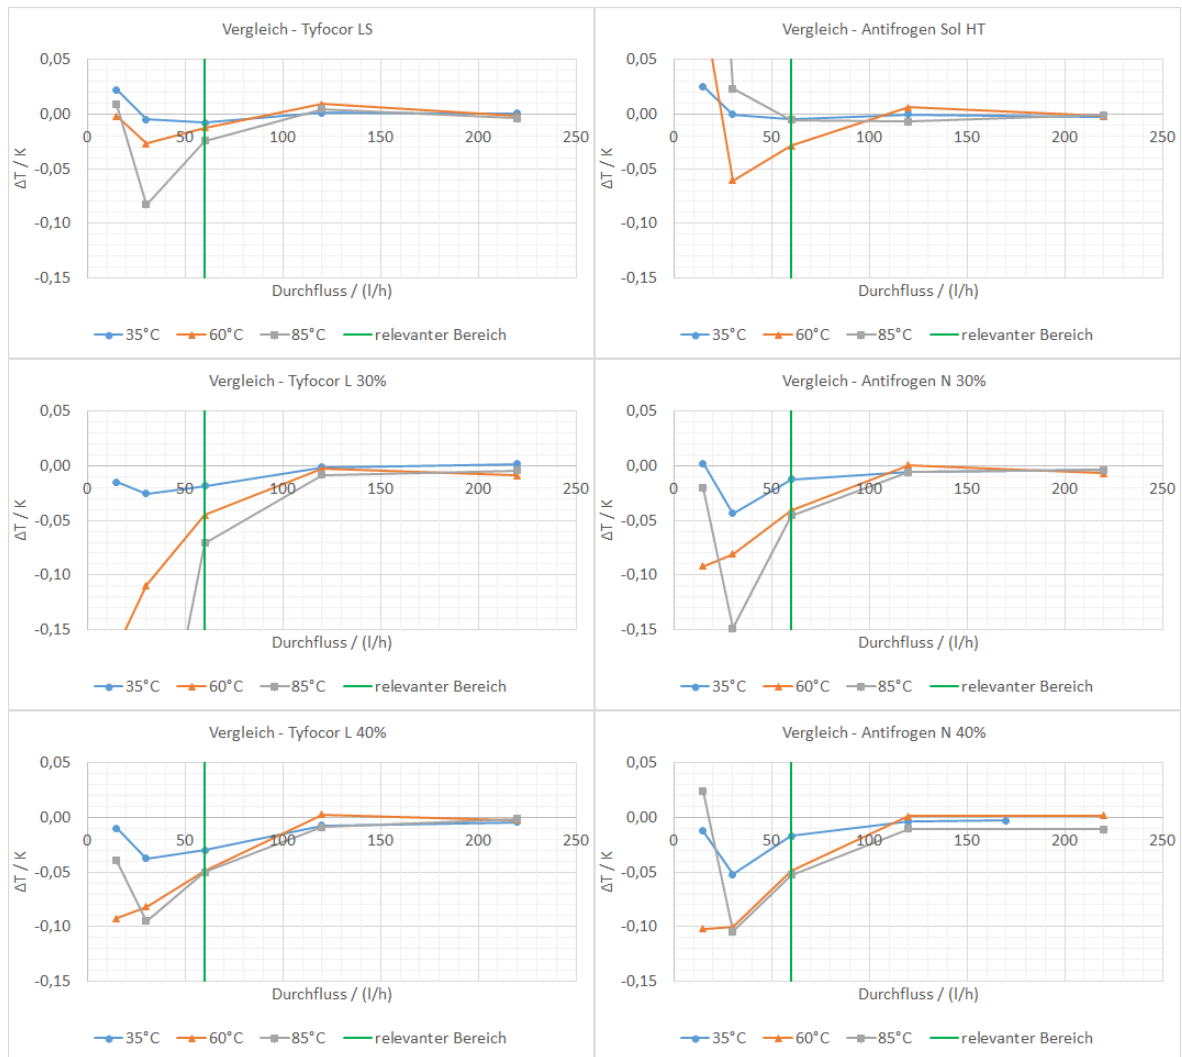 Vergleich - Tyfocor LS
0,05
0,00
-0,05
-0,10
-0,15
ΔT / K
0 50 100 150 200 250
Durchfluss / (l/h)
35°C 60°C 85°C relevanter Bereich
Vergleich - Antifrogen Sol HT
0,05
0,00
-0,05
-0,10
-0,15
ΔT / K
0 50 100 150 200 250
Durchfluss / (l/h)
35°C 60°C 85°C relevanter Bereich
Vergleich - Tyfocor L 30%
0,05
0,00
-0,05
-0,10
-0,15
ΔT / K
0 50 100 150 200 250
Durchfluss / (l/h)
35°C 60°C 85°C relevanter Bereich
Vergleich - Antifrogen N 30%
0,05
0,00
-0,05
-0,10
-0,15
ΔT / K
0 50 100 150 200 250
Durchfluss / (l/h)
35°C 60°C 85°C relevanter Bereich
Vergleich - Tyfocor L 40%
0,05
0,00
-0,05
-0,10
-0,15
ΔT / K
0 50 100 150 200 250
Durchfluss / (l/h)
35°C 60°C 85°C relevanter Bereich
Vergleich - Antifrogen N 40%
0,05
0,00
-0,05
-0,10
-0,15
ΔT / K
0 50 100 150 200 250
Durchfluss / (l/h)
35°C 60°C 85°C relevanter Bereich